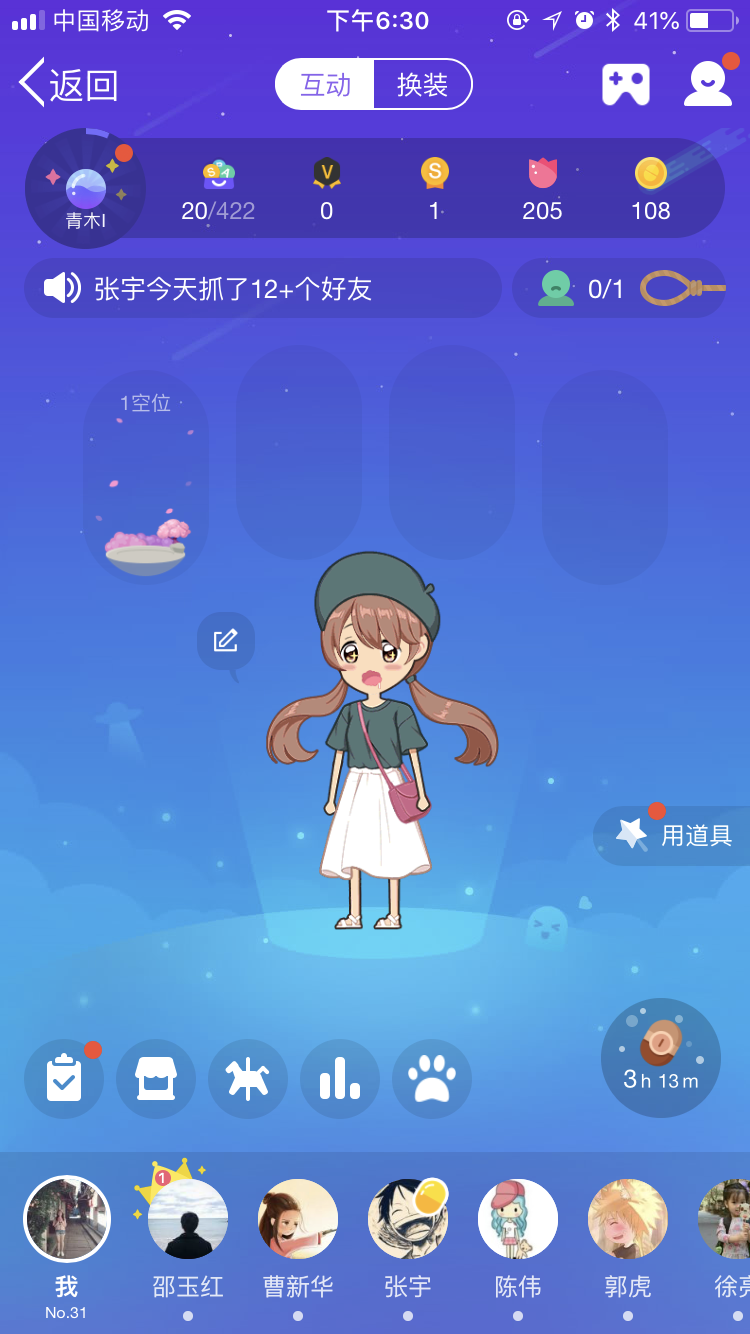 中国移动 下午6:30 41%
返回 互动 换装
青木I
20/422 0 1 205 108
张宇今天抓了12+个好友 0/1
1空位
用道具
3h 13m
1
我 邵玉红 曹新华 张宇 陈伟 郭虎 徐亮
No.31